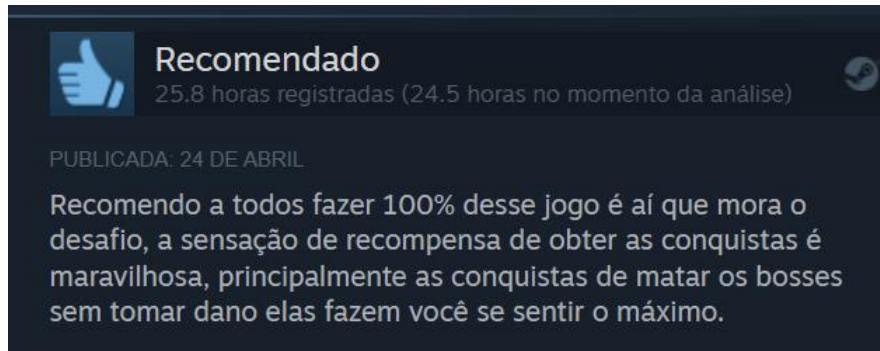 Recomendado
25.8 horas registradas (24.5 horas no momento da análise)
PUBLICADA: 24 DE ABRIL
Recomendo a todos fazer 100% desse jogo é aí que mora o
desafio, a sensação de recompensa de obter as conquistas é
maravilhosa, principalmente as conquistas de matar os bosses
sem tomar dano elas fazem você se sentir o máximo.